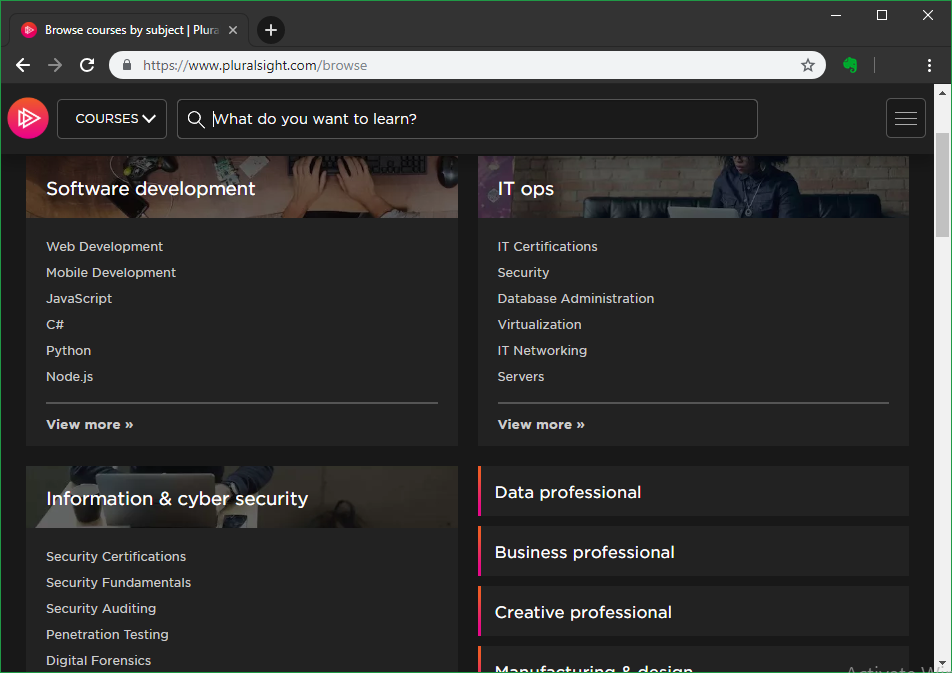 Browse courses by subject | Plura
https://www.pluralsight.com/browse
COURSES
What do you want to learn?
Software development
Web Development
Mobile Development
JavaScript
C#
Python
Node.js
View more »
IT ops
IT Certifications
Security
Database Administration
Virtualization
IT Networking
Servers
View more »
Information & cyber security
Security Certifications
Security Fundamentals
Security Auditing
Penetration Testing
Digital Forensics
Data professional
Business professional
Creative professional
Manufacturing & design
Activate Wi